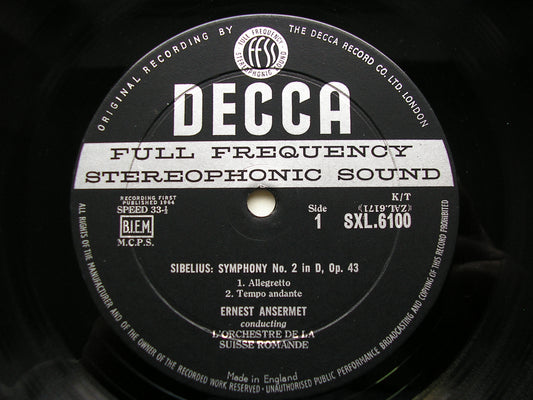 ORIGINAL RECORDING BY THE DECCA RECORD CO. LTD. LONDON
FULL FREQUENCY
ffss
STEREOPHONIC SOUND
DECCA
FULL FREQUENCY
STEREOPHONIC SOUND
RECORDING FIRST
PUBLISHED 1964
SPEED 33⅓
B.I.E.M.
M.C.P.S.
Side
1
K/T
(ZAL.6171)
SXL.6100
SIBELIUS: SYMPHONY No. 2 in D, Op. 43
1. Allegretto
2. Tempo andante
ERNEST ANSERMET
conducting
L'ORCHESTRE DE LA
SUISSE ROMANDE
Made in England
ALL RIGHTS OF THE MANUFACTURER AND OF THE OWNER OF THE RECORDED WORK RESERVED · UNAUTHORISED PUBLIC PERFORMANCE BROADCASTING AND COPYING OF THIS RECORD PROHIBITED